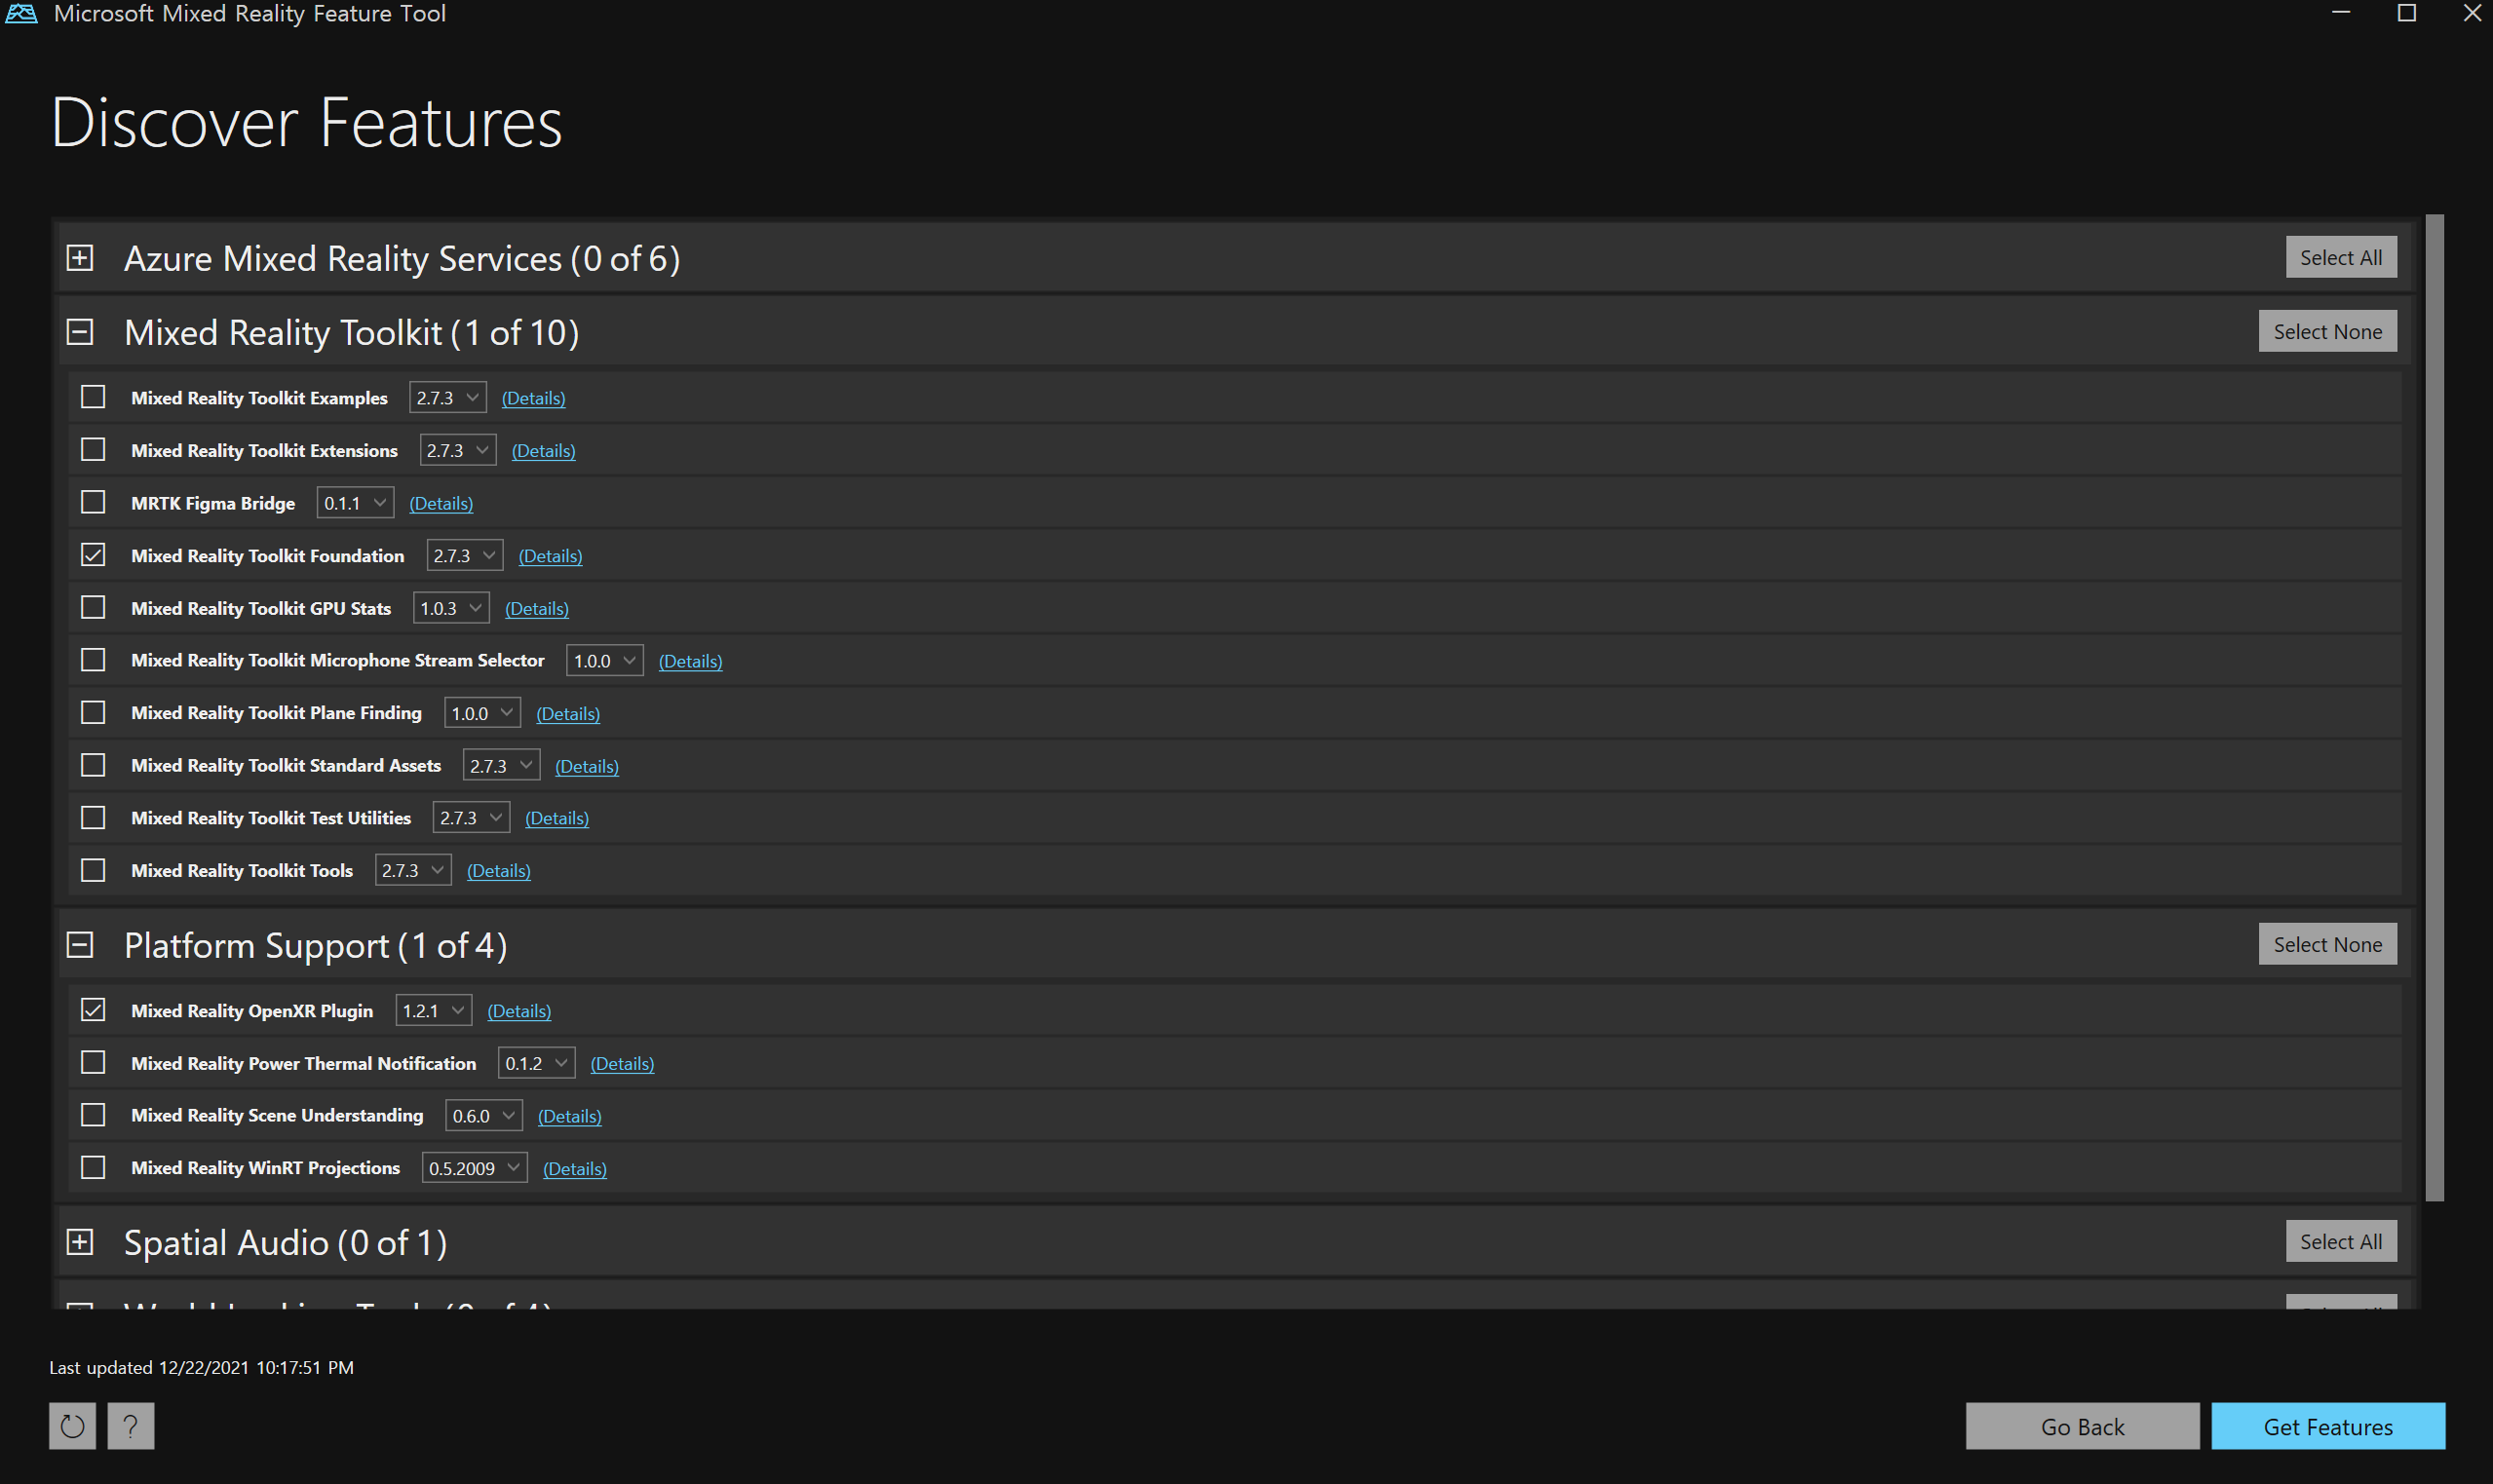 Microsoft Mixed Reality Feature Tool
Discover Features
Azure Mixed Reality Services (0 of 6) Select All
Mixed Reality Toolkit (1 of 10) Select None
Mixed Reality Toolkit Examples 2.7.3 (Details)
Mixed Reality Toolkit Extensions 2.7.3 (Details)
MRTK Figma Bridge 0.1.1 (Details)
Mixed Reality Toolkit Foundation 2.7.3 (Details)
Mixed Reality Toolkit GPU Stats 1.0.3 (Details)
Mixed Reality Toolkit Microphone Stream Selector 1.0.0 (Details)
Mixed Reality Toolkit Plane Finding 1.0.0 (Details)
Mixed Reality Toolkit Standard Assets 2.7.3 (Details)
Mixed Reality Toolkit Test Utilities 2.7.3 (Details)
Mixed Reality Toolkit Tools 2.7.3 (Details)
Platform Support (1 of 4) Select None
Mixed Reality OpenXR Plugin 1.2.1 (Details)
Mixed Reality Power Thermal Notification 0.1.2 (Details)
Mixed Reality Scene Understanding 0.6.0 (Details)
Mixed Reality WinRT Projections 0.5.2009 (Details)
Spatial Audio (0 of 1) Select All
Last updated 12/22/2021 10:17:51 PM
? Go Back Get Features